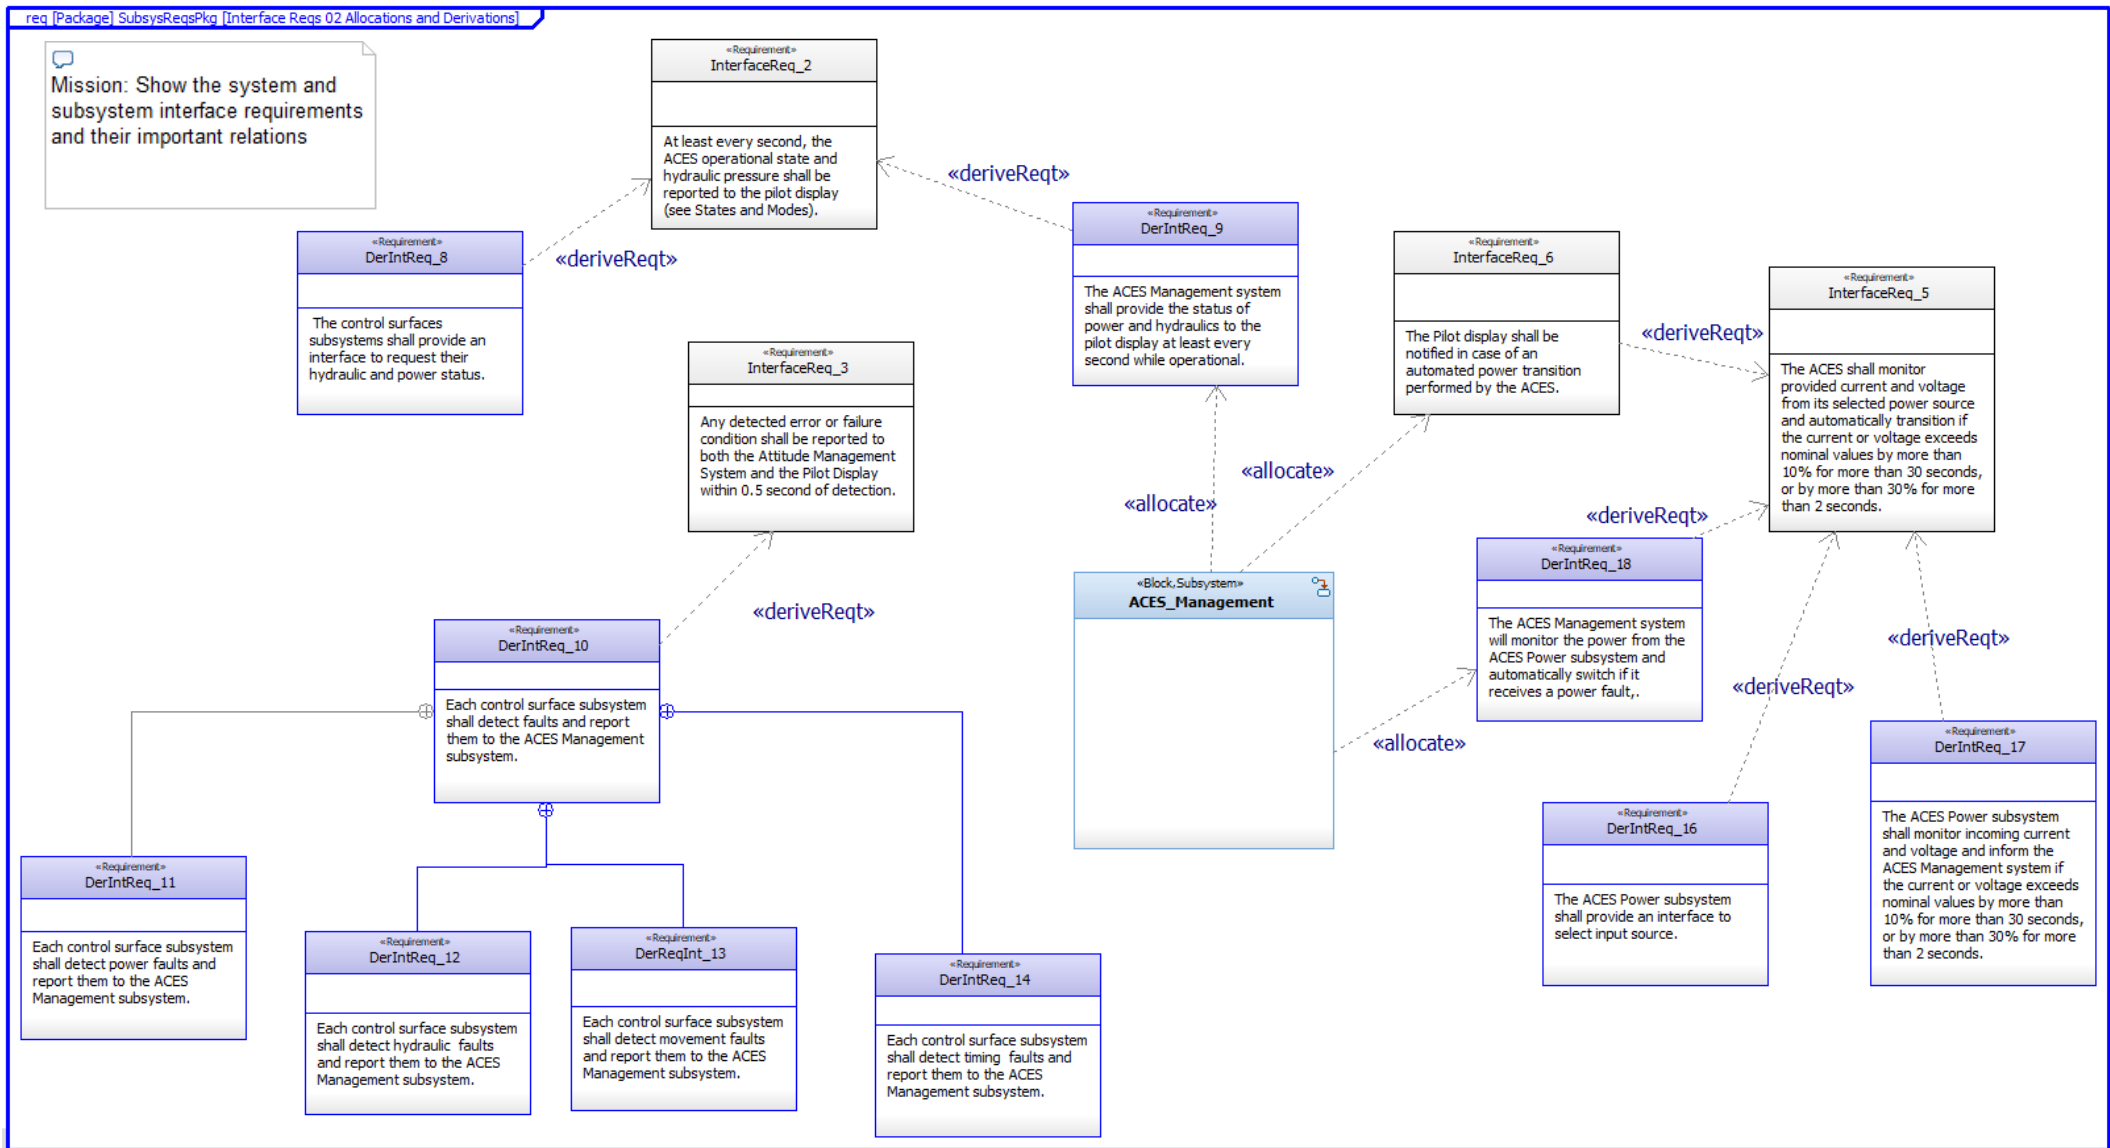 req [Package] SubsysReqsPkg [Interface Reqs 02 Allocations and Derivations]
Mission: Show the system and
subsystem interface requirements
and their important relations
«Requirement»
InterfaceReq_2
At least every second, the
ACES operational state and
hydraulic pressure shall be
reported to the pilot display
(see States and Modes).
«deriveReqt»
«deriveReqt»
«Requirement»
DerIntReq_8
The control surfaces
subsystems shall provide an
interface to request their
hydraulic and power status.
«Requirement»
DerIntReq_9
The ACES Management system
shall provide the status of
power and hydraulics to the
pilot display at least every
second while operational.
«Requirement»
InterfaceReq_6
The Pilot display shall be
notified in case of an
automated power transition
performed by the ACES.
«deriveReqt»
«Requirement»
InterfaceReq_5
The ACES shall monitor
provided current and voltage
from its selected power source
and automatically transition if
the current or voltage exceeds
nominal values by more than
10% for more than 30 seconds,
or by more than 30% for more
than 2 seconds.
«Requirement»
InterfaceReq_3
Any detected error or failure
condition shall be reported to
both the Attitude Management
System and the Pilot Display
within 0.5 second of detection.
«allocate»
«allocate»
«deriveReqt»
«Block,Subsystem»
ACES_Management
«Requirement»
DerIntReq_18
The ACES Management system
will monitor the power from the
ACES Power subsystem and
automatically switch if it
receives a power fault,.
«deriveReqt»
«deriveReqt»
«deriveReqt»
«allocate»
«Requirement»
DerIntReq_10
Each control surface subsystem
shall detect faults and report
them to the ACES Management
subsystem.
«Requirement»
DerIntReq_17
The ACES Power subsystem
shall monitor incoming current
and voltage and inform the
ACES Management system if
the current or voltage exceeds
nominal values by more than
10% for more than 30 seconds,
or by more than 30% for more
than 2 seconds.
«Requirement»
DerIntReq_16
The ACES Power subsystem
shall provide an interface to
select input source.
«Requirement»
DerIntReq_11
Each control surface subsystem
shall detect power faults and
report them to the ACES
Management subsystem.
«Requirement»
DerIntReq_12
Each control surface subsystem
shall detect hydraulic  faults
and report them to the ACES
Management subsystem.
«Requirement»
DerReqInt_13
Each control surface subsystem
shall detect movement faults
and report them to the ACES
Management subsystem.
«Requirement»
DerIntReq_14
Each control surface subsystem
shall detect timing  faults and
report them to the ACES
Management subsystem.